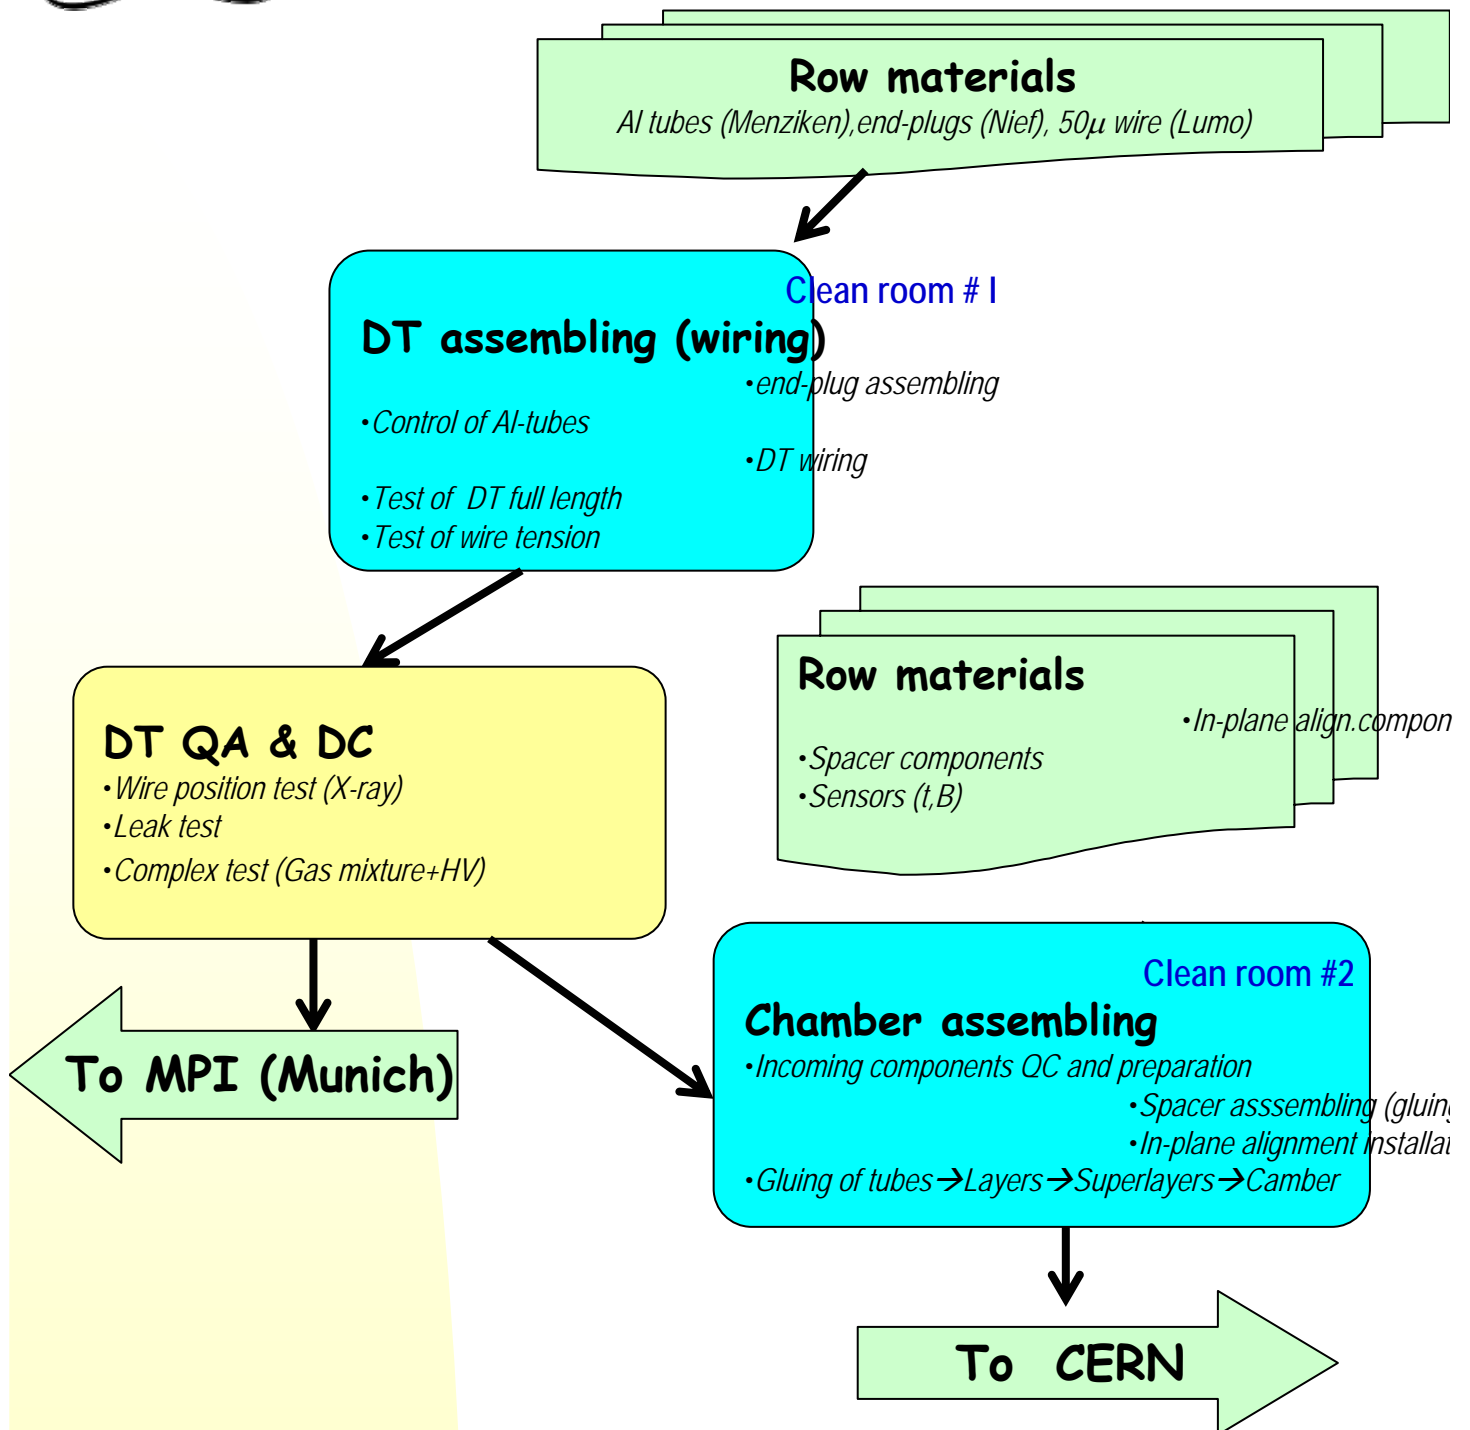 Row materials
Al tubes (Menziken),end-plugs (Nief), 50μ wire (Lumo)
Clean room # I
DT assembling (wiring)
•end-plug assembling
•Control of Al-tubes
•DT wiring
•Test of DT full length
•Test of wire tension
Row materials
•In-plane align.compon
•Spacer components
•Sensors (t,B)
DT QA & DC
•Wire position test (X-ray)
•Leak test
•Complex test (Gas mixture+HV)
Clean room #2
Chamber assembling
•Incoming components QC and preparation
•Spacer asssembling (gluing
•In-plane alignment installat
•Gluing of tubes→Layers→Superlayers→Camber
To MPI (Munich)
To CERN